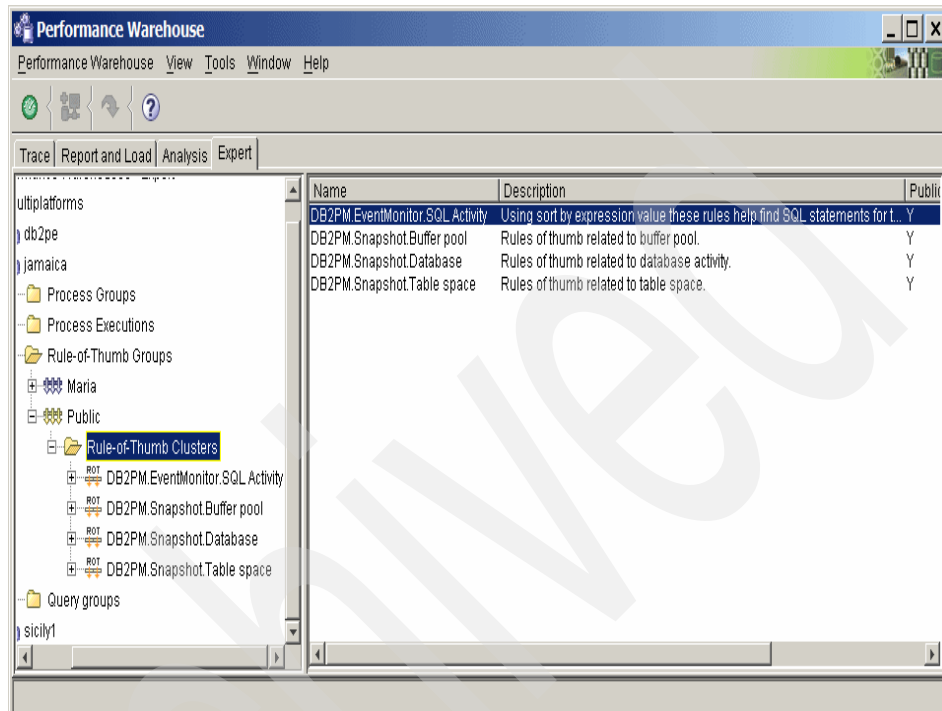 Performance Warehouse
Performance Warehouse View Tools Window Help
Trace Report and Load Analysis Expert
ultiplatforms
db2pe
jamaica
Process Groups
Process Executions
Rule-of-Thumb Groups
Maria
Public
Rule-of-Thumb Clusters
ROT DB2PM.EventMonitor.SQL Activity
ROT DB2PM.Snapshot.Buffer pool
ROT DB2PM.Snapshot.Database
ROT DB2PM.Snapshot.Table space
Query groups
sicily1
Name Description Public
DB2PM.EventMonitor.SQL Activity Using sort by expression value these rules help find SQL statements for t... Y
DB2PM.Snapshot.Buffer pool Rules of thumb related to buffer pool. Y
DB2PM.Snapshot.Database Rules of thumb related to database activity. Y
DB2PM.Snapshot.Table space Rules of thumb related to table space. Y